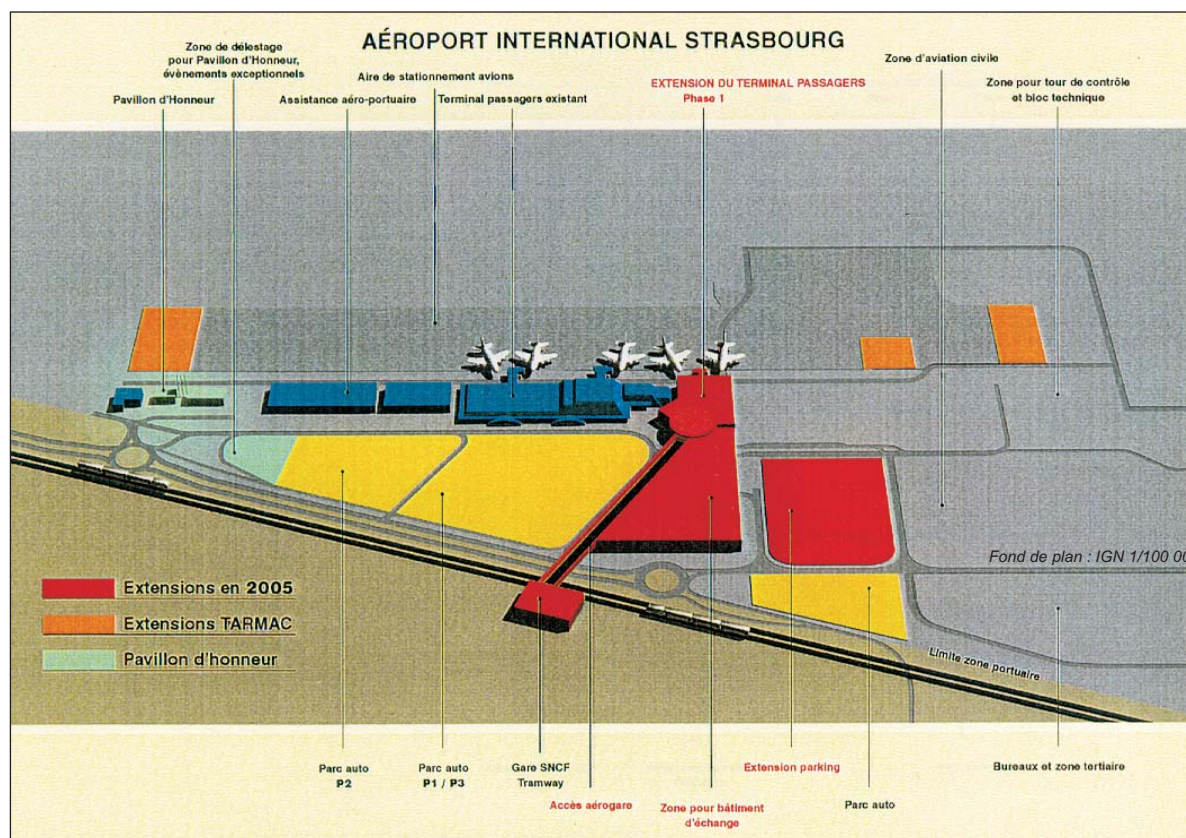 AÉROPORT INTERNATIONAL STRASBOURG
Zone de délestage
pour Pavillon d'Honneur,
évènements exceptionnels
Pavillon d'Honneur
Aire de stationnement avions
Assistance aéro-portuaire
Terminal passagers existant
EXTENSION DU TERMINAL PASSAGERS
Phase 1
Zone d'aviation civile
Zone pour tour de contrôle
et bloc technique
Fond de plan : IGN 1/100 00
Extensions en 2005
Extensions TARMAC
Pavillon d'honneur
Limite zone portuaire
Parc auto
P2
Parc auto
P1 / P3
Gare SNCF
Tramway
Accès aérogare
Zone pour bâtiment
d'échange
Extension parking
Parc auto
Bureaux et zone tertiaire